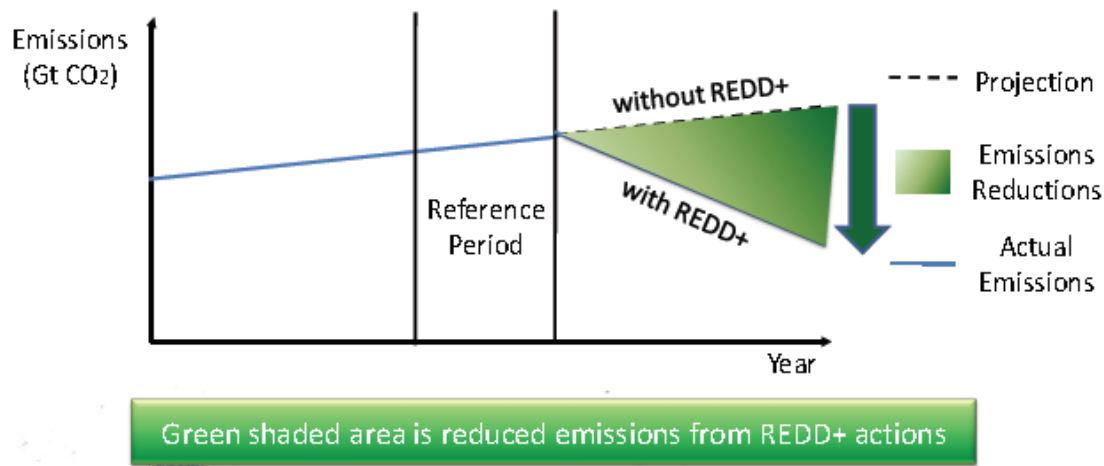 Emissions
(Gt CO2)
without REDD+
with REDD+
Reference
Period
Year
Projection
Emissions
Reductions
Actual
Emissions
Green shaded area is reduced emissions from REDD+ actions